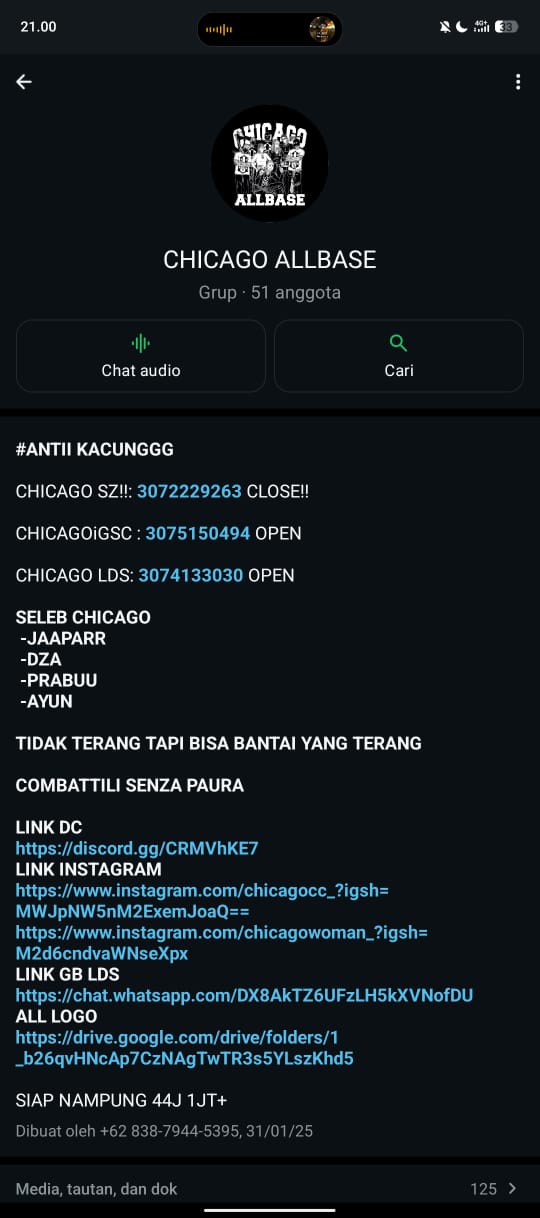 21.00
4G+
33
CHICAGO
ALLBASE
CHICAGO ALLBASE
Grup · 51 anggota
Chat audio
Cari
#ANTII KACUNGGG
CHICAGO SZ!!: 3072229263 CLOSE!!
CHICAGOiGSC : 3075150494 OPEN
CHICAGO LDS: 3074133030 OPEN
SELEB CHICAGO
-JAAPARR
-DZA
-PRABUU
-AYUN
TIDAK TERANG TAPI BISA BANTAI YANG TERANG
COMBATTILI SENZA PAURA
LINK DC
https://discord.gg/CRMVhKE7
LINK INSTAGRAM
https://www.instagram.com/chicagocc_?igsh=
MWJpNW5nM2ExemJoaQ==
https://www.instagram.com/chicagowoman_?igsh=
M2d6cndvaWNseXpx
LINK GB LDS
https://chat.whatsapp.com/DX8AkTZ6UFzLH5kXVNofDU
ALL LOGO
https://drive.google.com/drive/folders/1
_b26qvHNcAp7CzNAgTwTR3s5YLszKhd5
SIAP NAMPUNG 44J 1JT+
Dibuat oleh +62 838-7944-5395, 31/01/25
Media, tautan, dan dok
125